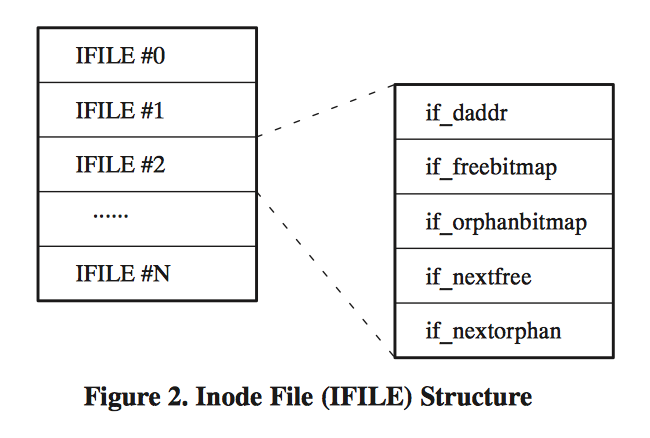 IFILE #0
IFILE #1
IFILE #2
......
IFILE #N
if_daddr
if_freebitmap
if_orphanbitmap
if_nextfree
if_nextorphan
Figure 2. Inode File (IFILE) Structure